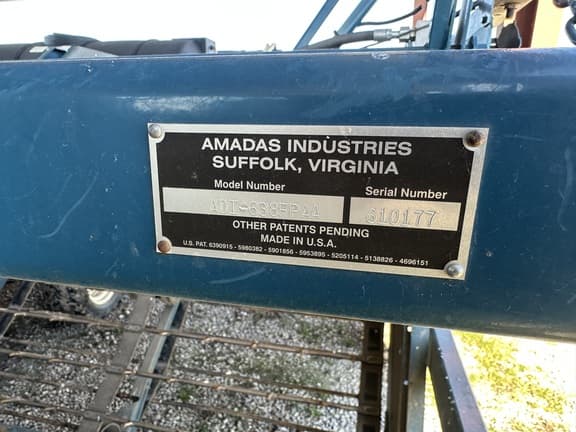 AMADAS INDUSTRIES
SUFFOLK, VIRGINIA
Model Number Serial Number
310177
OTHER PATENTS PENDING
MADE IN U.S.A.
U.S. PAT. 6390915 - 5980382 - 5901856 - 5953895 - 5205114 - 5138826 - 4696151